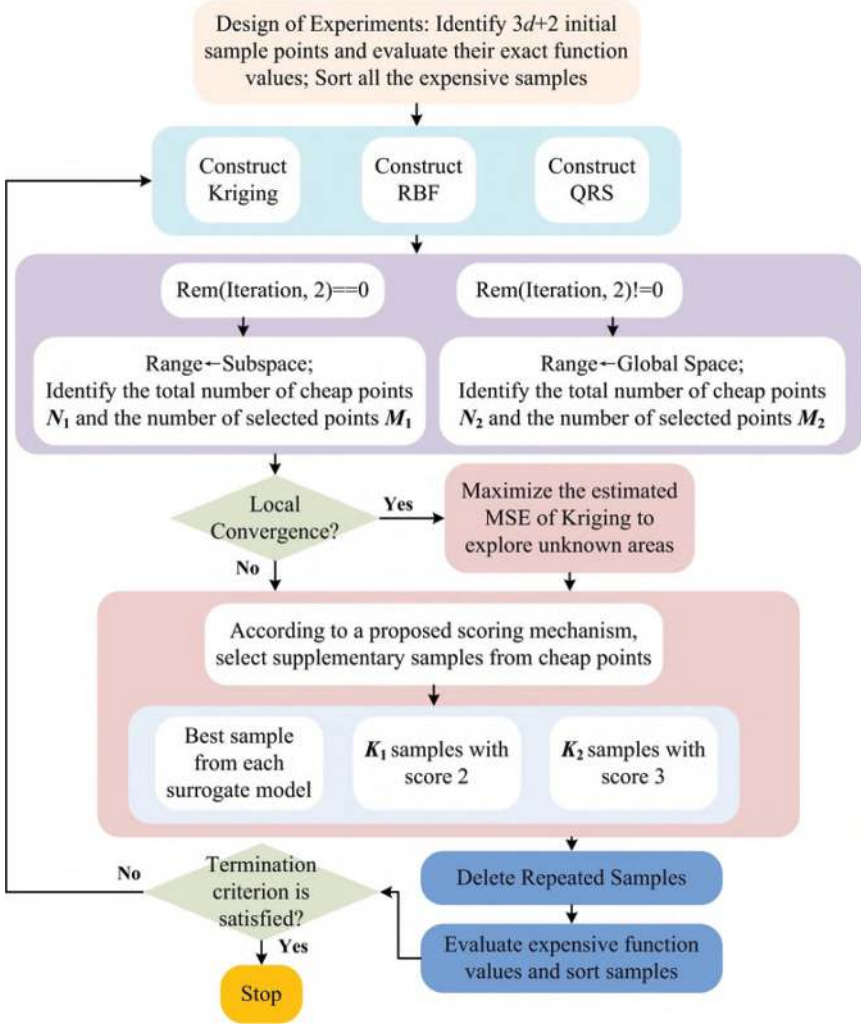 Design of Experiments: Identify 3d+2 initial
sample points and evaluate their exact function
values; Sort all the expensive samples
Construct
Kriging
Construct
RBF
Construct
QRS
Rem(Iteration, 2)==0
Rem(Iteration, 2)!=0
Range←Subspace;
Identify the total number of cheap points
N₁ and the number of selected points M₁
Range←Global Space;
Identify the total number of cheap points
N₂ and the number of selected points M₂
Local
Convergence?
Yes
Maximize the estimated
MSE of Kriging to
explore unknown areas
No
According to a proposed scoring mechanism,
select supplementary samples from cheap points
Best sample
from each
surrogate model
K₁ samples with
score 2
K₂ samples with
score 3
No
Termination
criterion is
satisfied?
Delete Repeated Samples
Evaluate expensive function
values and sort samples
Yes
Stop